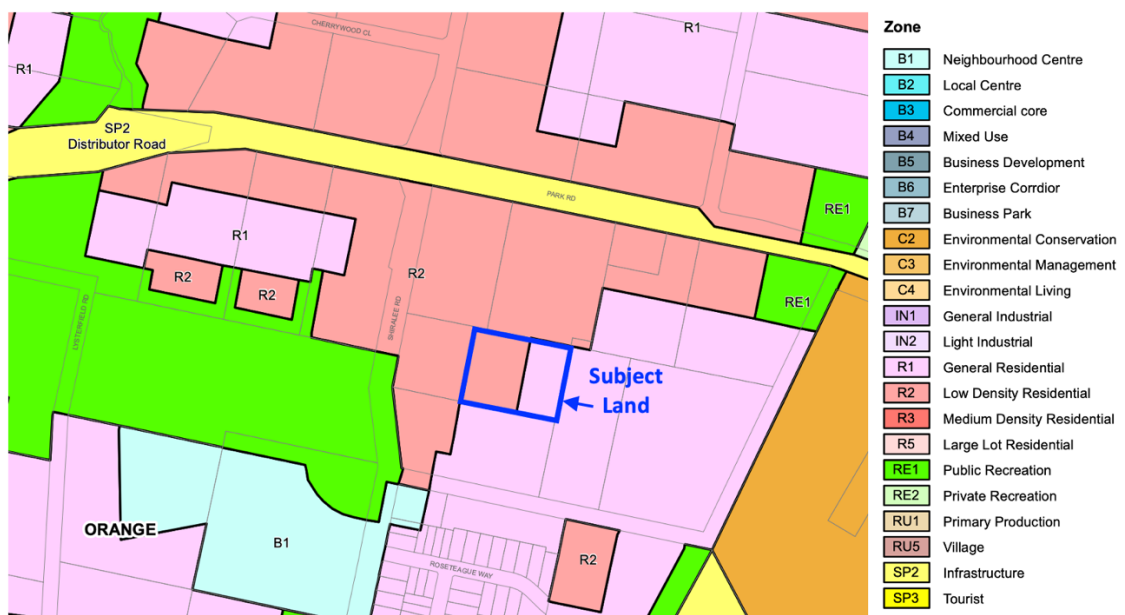 CHERRYWOOD CL
R1
R1
SP2
Distributor Road
PARK RD
RE1
R1
R2
R2
R2
RE1
LYSTERFIELD RD
SHIRALEE RD
Subject
Land
ORANGE
B1
R2
ROSETEAGUE WAY
Zone
B1 Neighbourhood Centre
B2 Local Centre
B3 Commercial core
B4 Mixed Use
B5 Business Development
B6 Enterprise Corrdior
B7 Business Park
C2 Environmental Conservation
C3 Environmental Management
C4 Environmental Living
IN1 General Industrial
IN2 Light Industrial
R1 General Residential
R2 Low Density Residential
R3 Medium Density Residential
R5 Large Lot Residential
RE1 Public Recreation
RE2 Private Recreation
RU1 Primary Production
RU5 Village
SP2 Infrastructure
SP3 Tourist